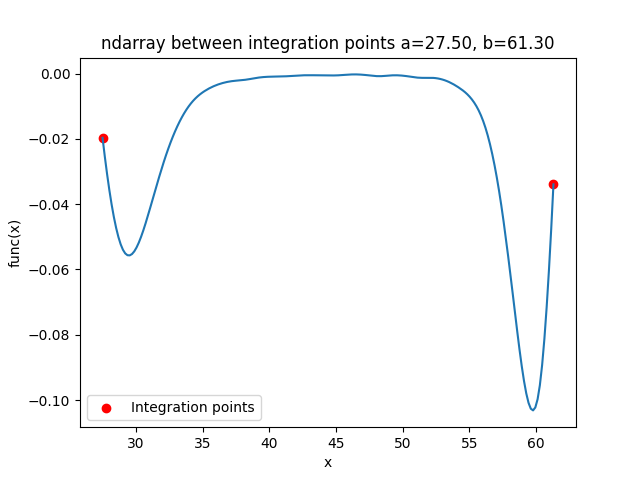 ndarray between integration points a=27.50, b=61.30
0.00
−0.02
−0.04
−0.06
−0.08
−0.10
func(x)
Integration points
30 35 40 45 50 55 60
x